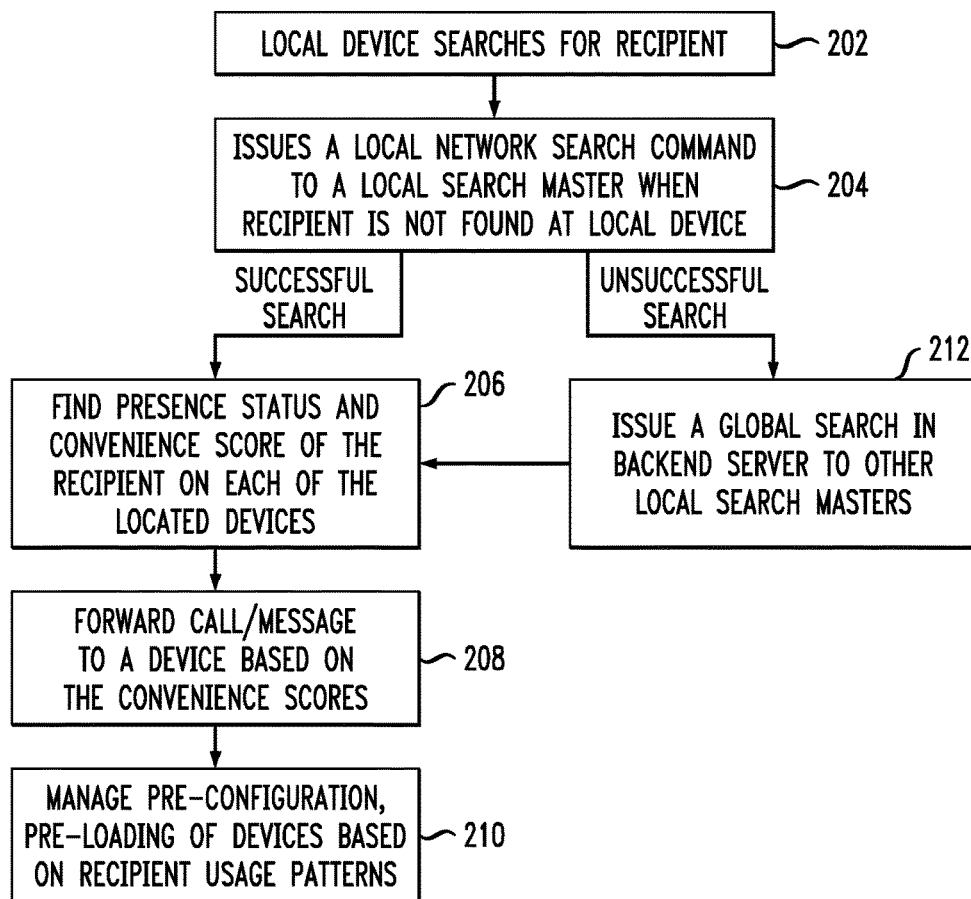 LOCAL DEVICE SEARCHES FOR RECIPIENT
202
ISSUES A LOCAL NETWORK SEARCH COMMAND
TO A LOCAL SEARCH MASTER WHEN
RECIPIENT IS NOT FOUND AT LOCAL DEVICE
204
SUCCESSFUL
SEARCH
UNSUCCESSFUL
SEARCH
FIND PRESENCE STATUS AND
CONVENIENCE SCORE OF THE
RECIPIENT ON EACH OF THE
LOCATED DEVICES
206
ISSUE A GLOBAL SEARCH IN
BACKEND SERVER TO OTHER
LOCAL SEARCH MASTERS
212
FORWARD CALL/MESSAGE
TO A DEVICE BASED ON
THE CONVENIENCE SCORES
208
MANAGE PRE-CONFIGURATION,
PRE-LOADING OF DEVICES BASED
ON RECIPIENT USAGE PATTERNS
210